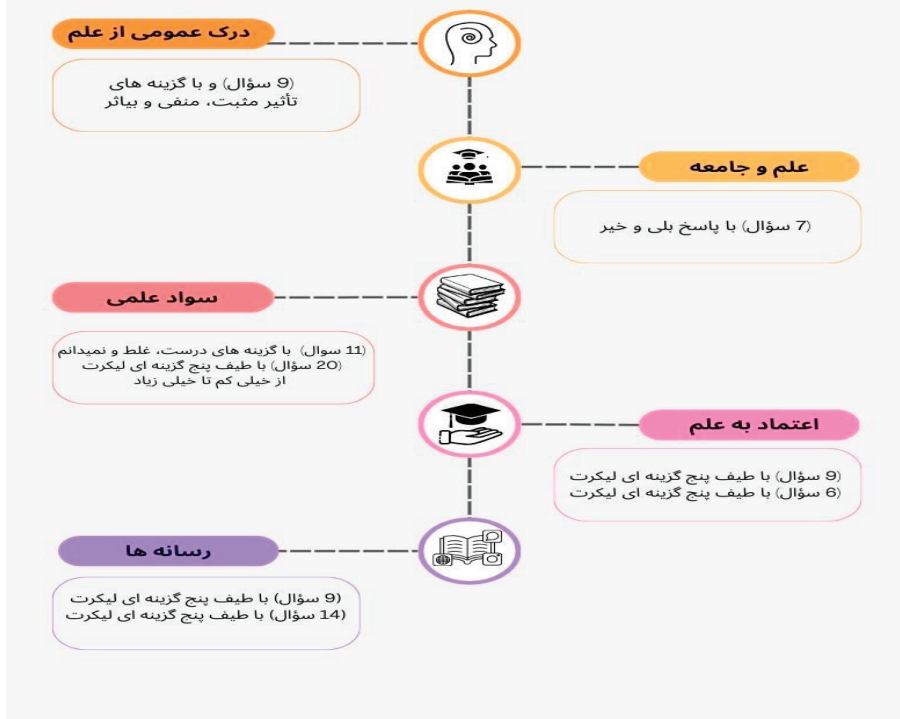 درک عمومی از علم
(9 سؤال) و با گزینه های
تأثیر مثبت، منفی و بیاثر
علم و جامعه
(7 سؤال) با پاسخ بلی و خیر
سواد علمی
(11 سوال) با گزینه های درست، غلط و نمیدانم
(20 سؤال) با طیف پنج گزینه ای لیکرت
از خیلی کم تا خیلی زیاد
اعتماد به علم
(9 سؤال) با طیف پنج گزینه ای لیکرت
(6 سؤال) با طیف پنج گزینه ای لیکرت
رسانه ها
(9 سؤال) با طیف پنج گزینه ای لیکرت
(14 سؤال) با طیف پنج گزینه ای لیکرت